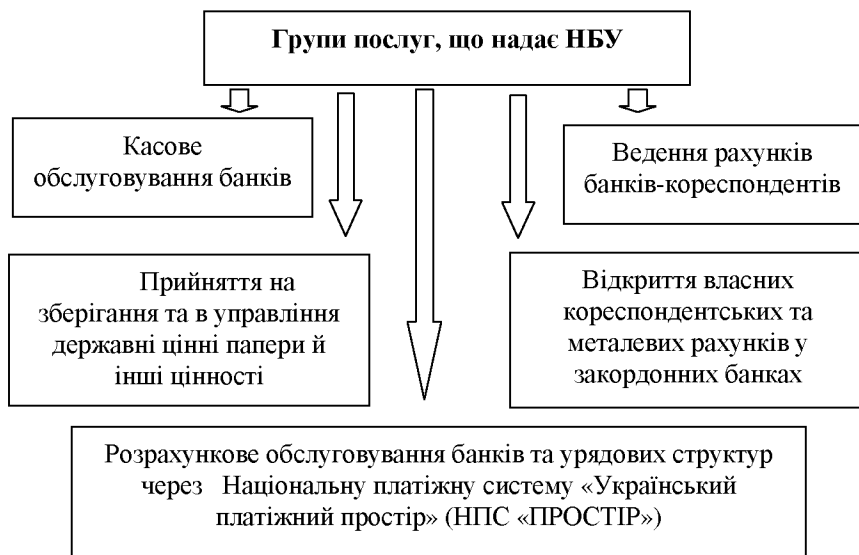 Групи послуг, що надає НБУ
Касове
обслуговування банків
Ведення рахунків
банків-кореспондентів
Прийняття на
зберігання та в управління
державні цінні папери й
інші цінності
Відкриття власних
кореспондентських та
металевих рахунків у
закордонних банках
Розрахункове обслуговування банків та урядових структур
через Національну платіжну систему «Український
платіжний простір» (НПС «ПРОСТІР»)